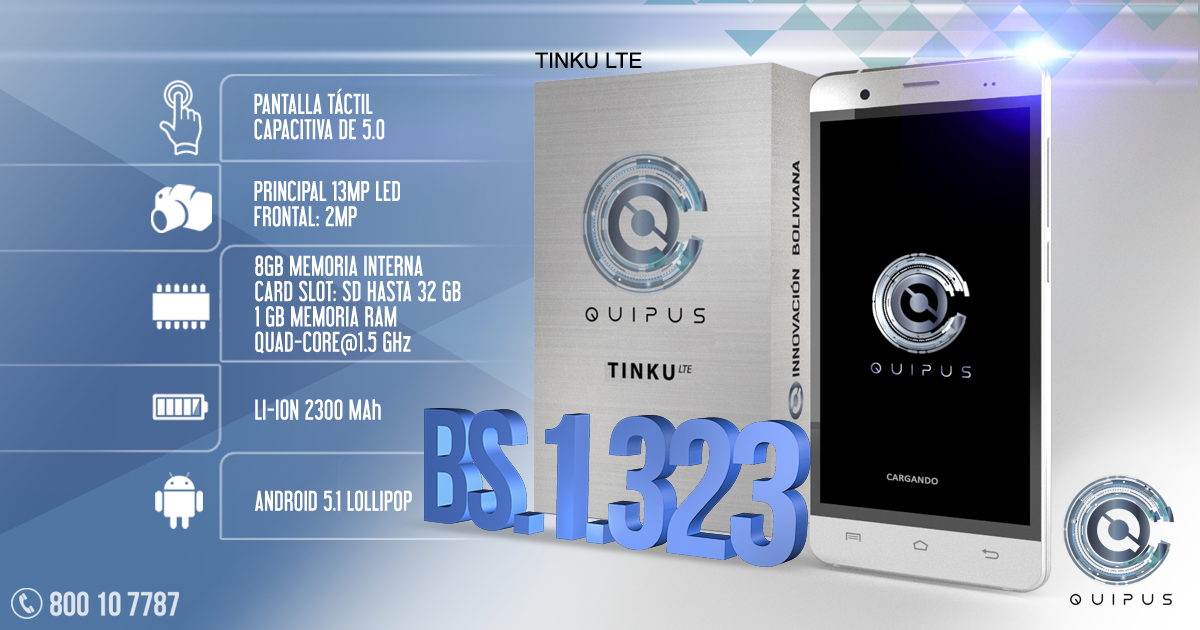 TINKU LTE
PANTALLA TÁCTIL
CAPACITIVA DE 5.0
PRINCIPAL 13MP LED
FRONTAL: 2MP
8GB MEMORIA INTERNA
CARD SLOT: SD HASTA 32 GB
1 GB MEMORIA RAM
QUAD-CORE@1.5 GHz
LI-ION 2300 MAh
ANDROID 5.1 LOLLIPOP
800 10 7787
QUIPUS
TINKU LTE
INNOVACIÓN BOLIVIANA
BS.1.323
QUIPUS
CARGANDO
QUIPUS